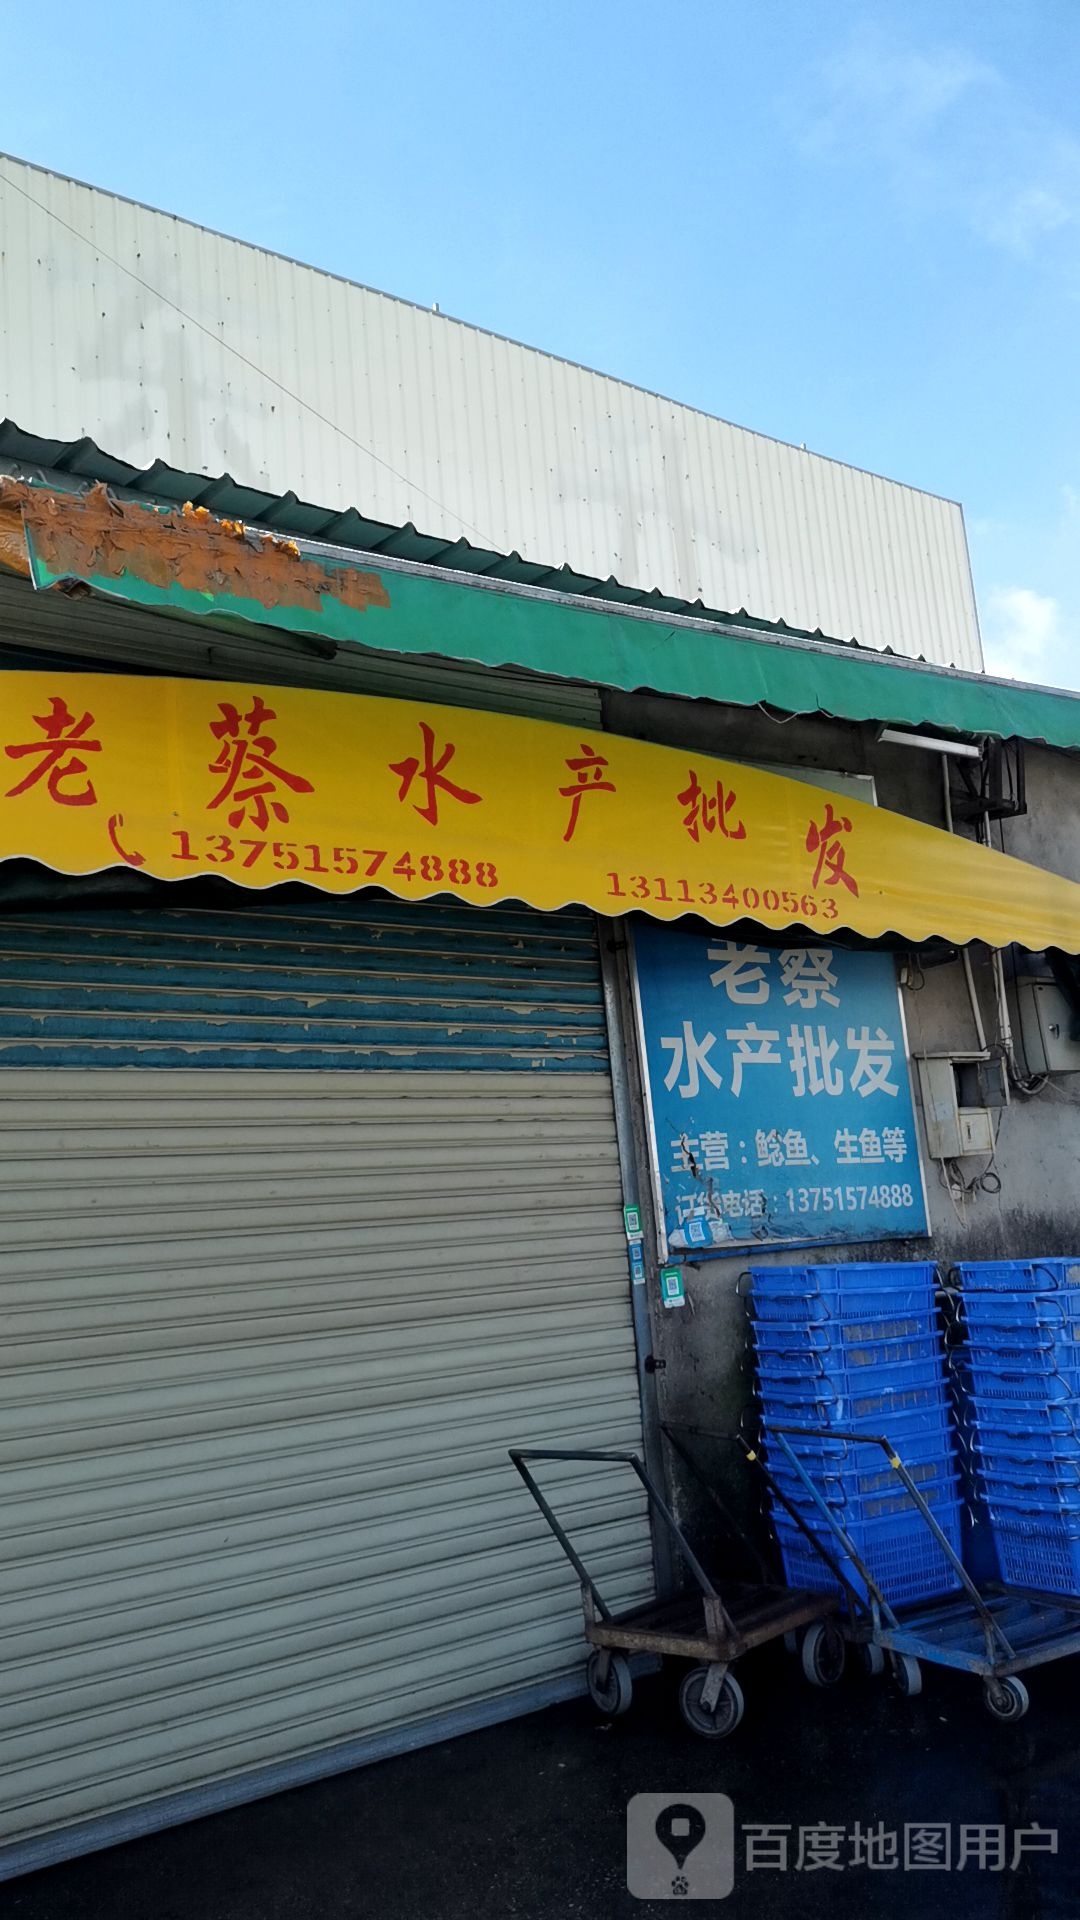 老蔡水产批发
13751574888 13113400563
老蔡
水产批发
主营：鲶鱼、生鱼等
订货电话：13751574888
百度地图用户